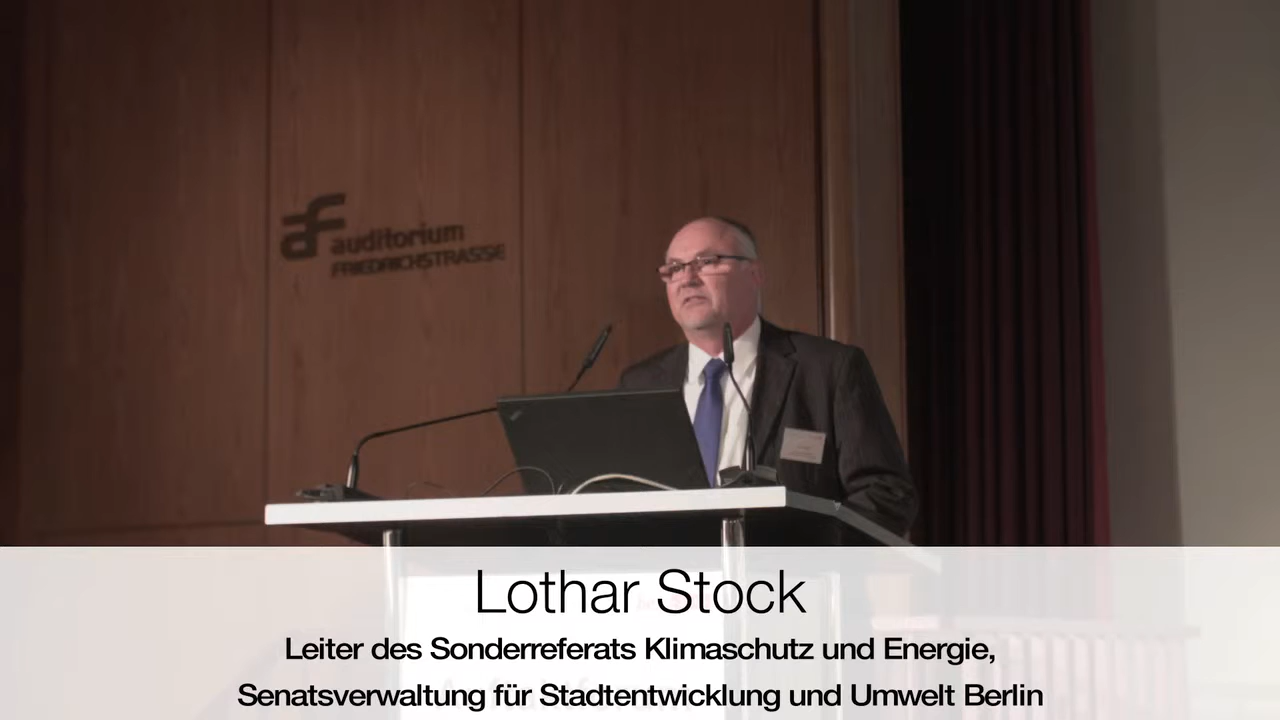 auditorium
FRIEDRICHSTRASSE
Lothar Stock
Leiter des Sonderreferats Klimaschutz und Energie,
Senatsverwaltung für Stadtentwicklung und Umwelt Berlin